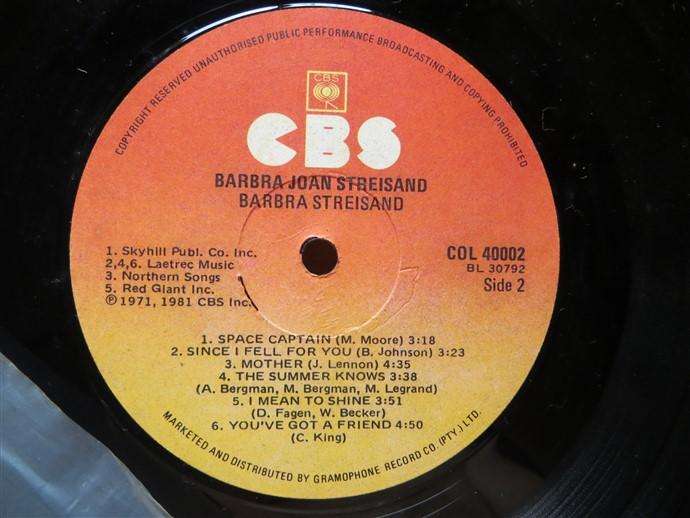 COPYRIGHT RESERVED UNAUTHORISED PUBLIC PERFORMANCE BROADCASTING AND COPYING PROHIBITED
CBS
CBS
BARBRA JOAN STREISAND
BARBRA STREISAND
1. Skyhill Publ. Co. Inc.
2,4,6. Laetrec Music
3. Northern Songs
5. Red Giant Inc.
℗1971, 1981 CBS Inc.
COL 40002
BL 30792
Side 2
1. SPACE CAPTAIN (M. Moore) 3:18
2. SINCE I FELL FOR YOU (B. Johnson) 3:23
3. MOTHER (J. Lennon) 4:35
4. THE SUMMER KNOWS 3:38
(A. Bergman, M. Bergman, M. Legrand)
5. I MEAN TO SHINE 3:51
(D. Fagen, W. Becker)
6. YOU'VE GOT A FRIEND 4:50
(C. King)
MARKETED AND DISTRIBUTED BY GRAMOPHONE RECORD CO. (PTY.) LTD.